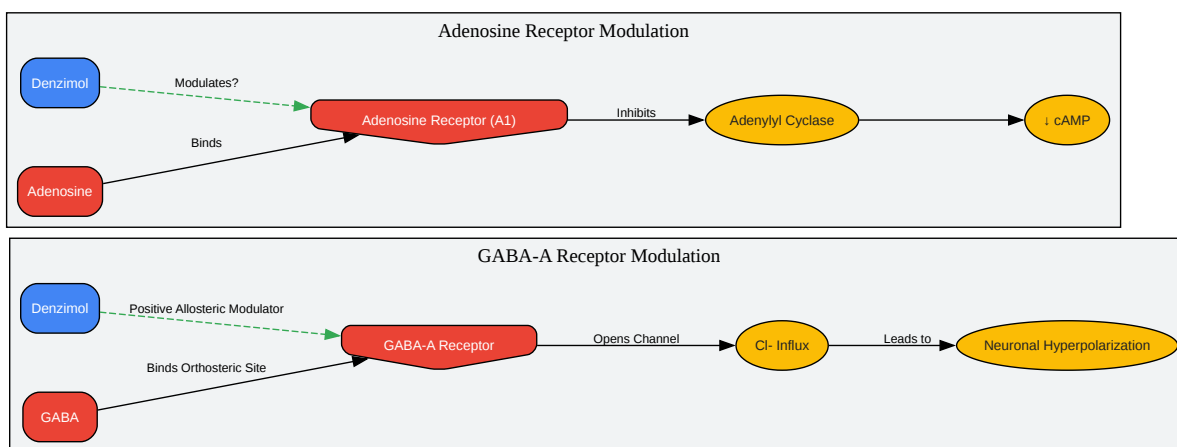 Adenosine Receptor Modulation
Denzimol
Modulates?
Adenosine Receptor (A1)
Inhibits
Adenylyl Cyclase
↓ cAMP
Binds
Adenosine
GABA-A Receptor Modulation
Denzimol
Positive Allosteric Modulator
GABA-A Receptor
Opens Channel
Cl- Influx
Leads to
Neuronal Hyperpolarization
Binds Orthosteric Site
GABA